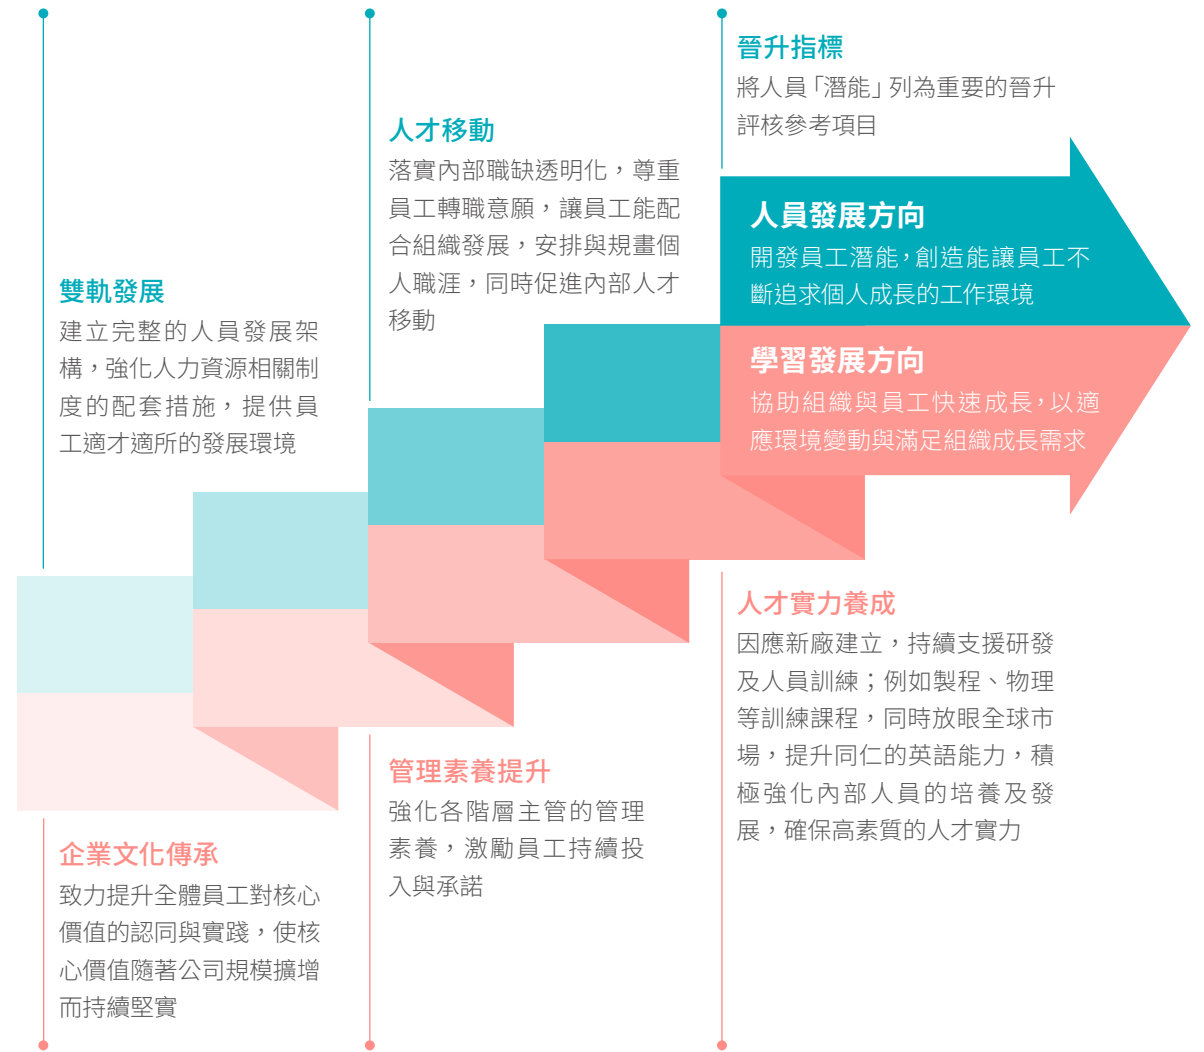 雙軌發展
建立完整的人員發展架
構，強化人力資源相關制
度的配套措施，提供員
工適才適所的發展環境
人才移動
落實內部職缺透明化，尊重
員工轉職意願，讓員工能配
合組織發展，安排與規畫個
人職涯，同時促進內部人才
移動
晉升指標
將人員「潛能」列為重要的晉升
評核參考項目
人員發展方向
開發員工潛能，創造能讓員工不
斷追求個人成長的工作環境
學習發展方向
協助組織與員工快速成長，以適
應環境變動與滿足組織成長需求
企業文化傳承
致力提升全體員工對核心
價值的認同與實踐，使核
心價值隨著公司規模擴增
而持續堅實
管理素養提升
強化各階層主管的管理
素養，激勵員工持續投
入與承諾
人才實力養成
因應新廠建立，持續支援研發
及人員訓練；例如製程、物理
等訓練課程，同時放眼全球市
場，提升同仁的英語能力，積
極強化內部人員的培養及發
展，確保高素質的人才實力